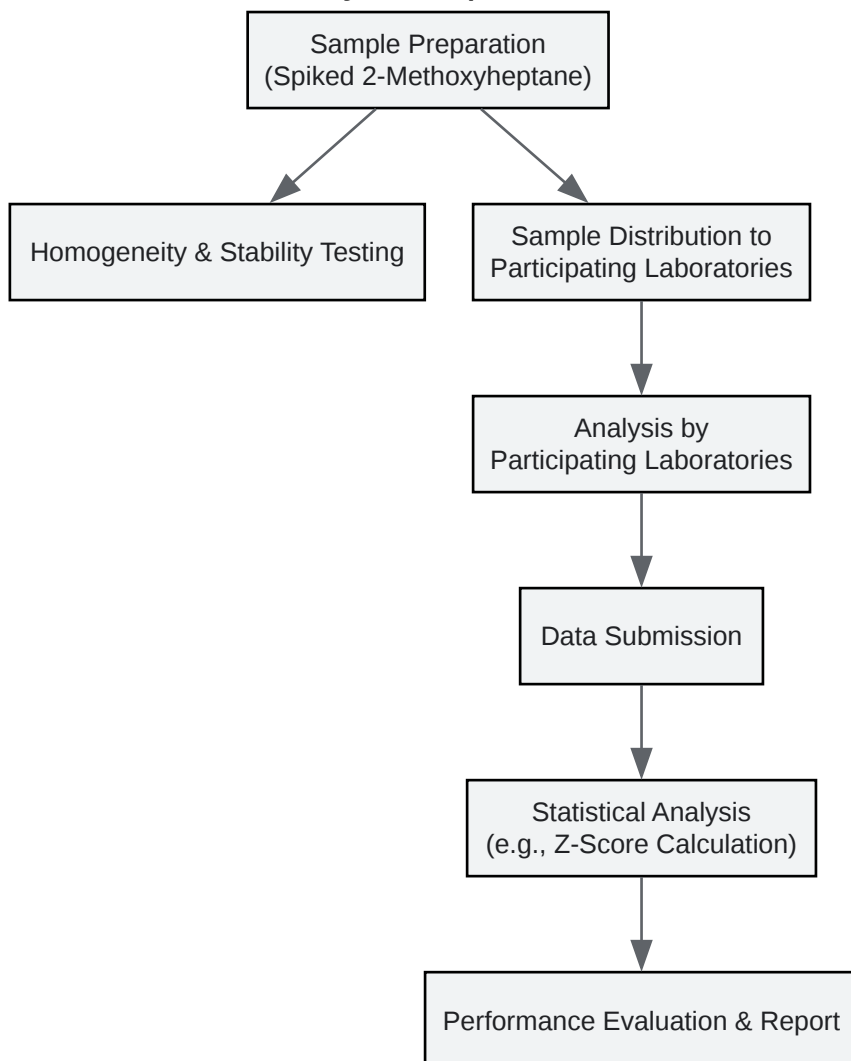 Sample Preparation
(Spiked 2-Methoxyheptane)
Homogeneity & Stability Testing
Sample Distribution to
Participating Laboratories
Analysis by
Participating Laboratories
Data Submission
Statistical Analysis
(e.g., Z-Score Calculation)
Performance Evaluation & Report